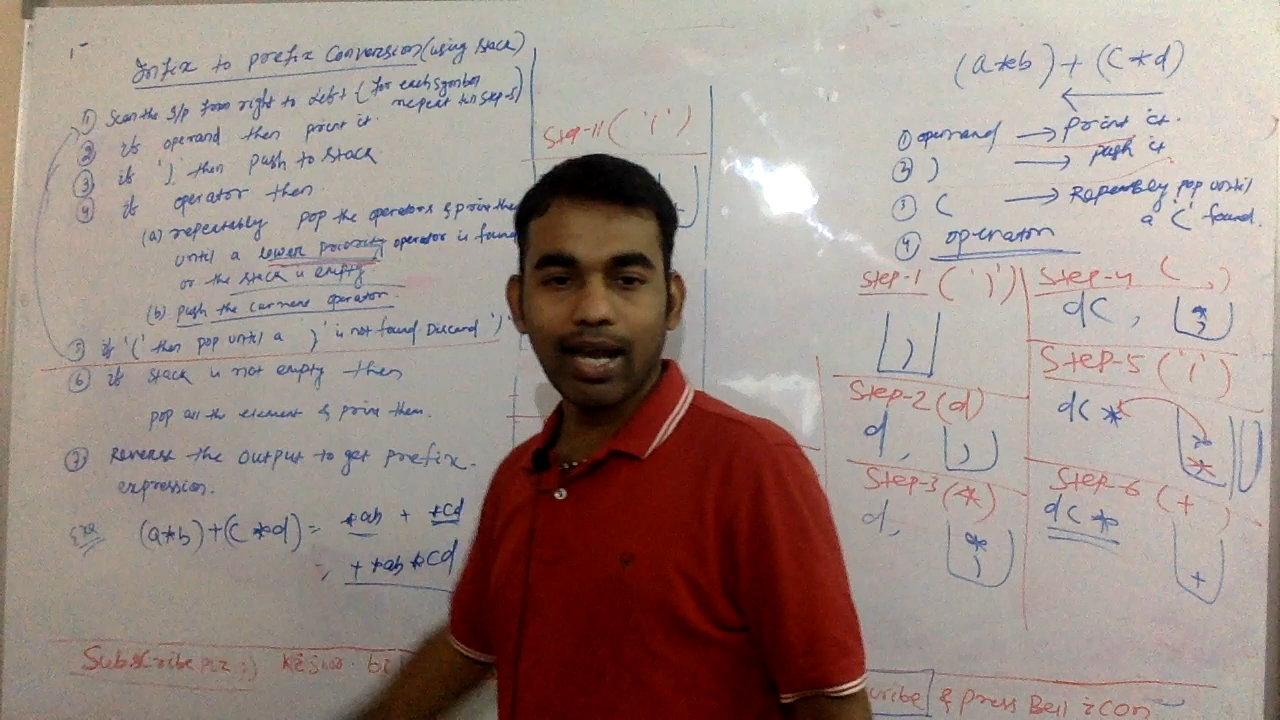 Infix to prefix Conversion (using stack)
① Scan the I/p from right to left (for each symbol
repeat till step-5)
② if operand then print it.
③ if ')' then push to stack
④ if operator then
(a) repeatedly pop the operators & print them
until a lower priority operator is found
or the stack is empty
(b) push the current operator.
⑤ if '(' then pop until a ')' is not found. Discard ')'
⑥ if stack is not empty then
pop all the element & print them.
⑦ Reverse the output to get prefix
expression.
Ex: (a*b)+(c*d) = *ab + *cd
= + *ab *cd
Subscribe plz :)
Step-11 ( '(' )
(a*b) + (c*d)
① operand → print it.
② ) → push it
③ ( → Repeatedly pop until
a '(' found.
④ operator
Step-1 ( ')' )
)
Step-2 (d)
d, )
Step-3 (*)
d, *
)
Step-4 (c)
dc, *
)
Step-5 ( '(' )
dc *
Step-6 (+)
dc *
+
& press Bell icon